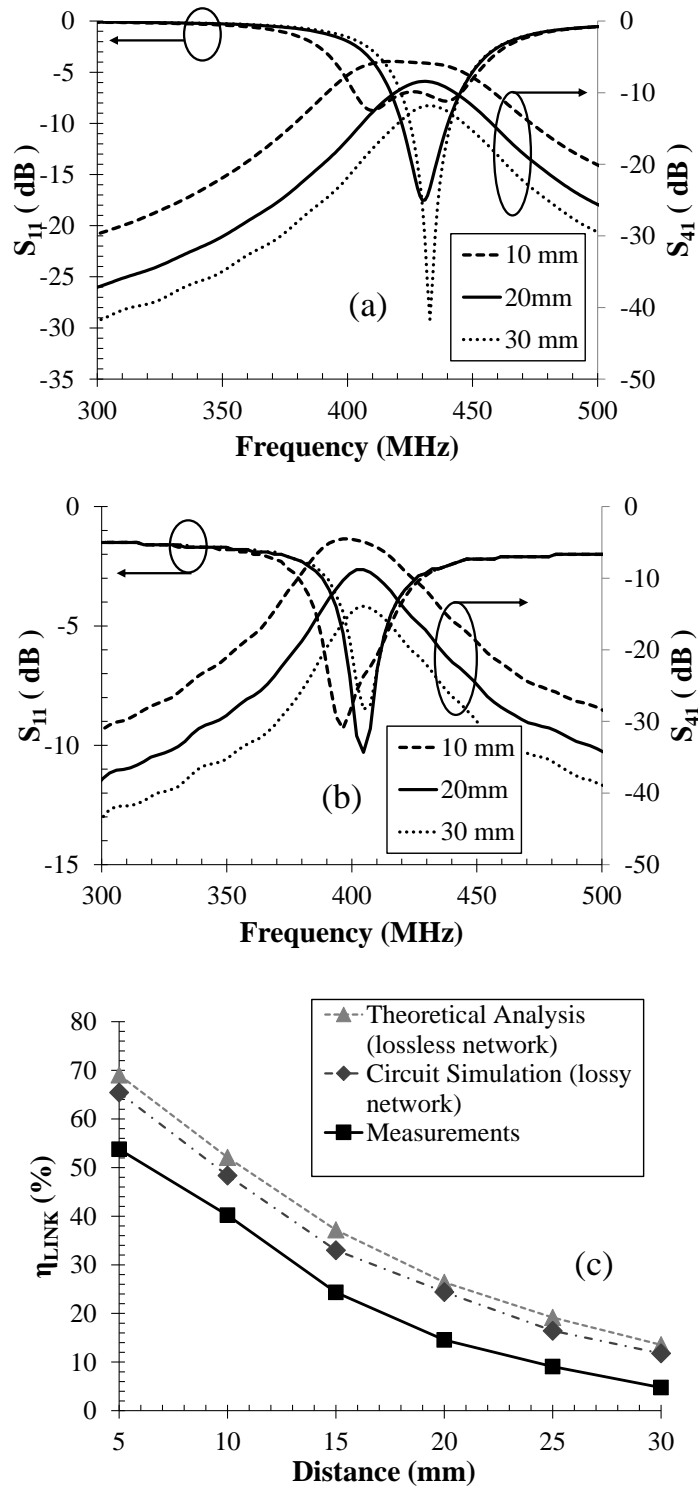 0
-5
-10
-15
-20
-25
-30
-35
S11 ( dB )
0
-10
-20
-30
-40
-50
S41 ( dB )
10 mm
20mm
30 mm
(a)
300 350 400 450 500
Frequency (MHz)
0
-5
-10
-15
S11 ( dB )
0
-10
-20
-30
-40
-50
S41 ( dB )
10 mm
20mm
30 mm
(b)
300 350 400 450 500
Frequency (MHz)
Theoretical Analysis
(lossless network)
Circuit Simulation (lossy
network)
Measurements
80
70
60
50
40
30
20
10
0
ηLINK (%)
(c)
5 10 15 20 25 30
Distance (mm)